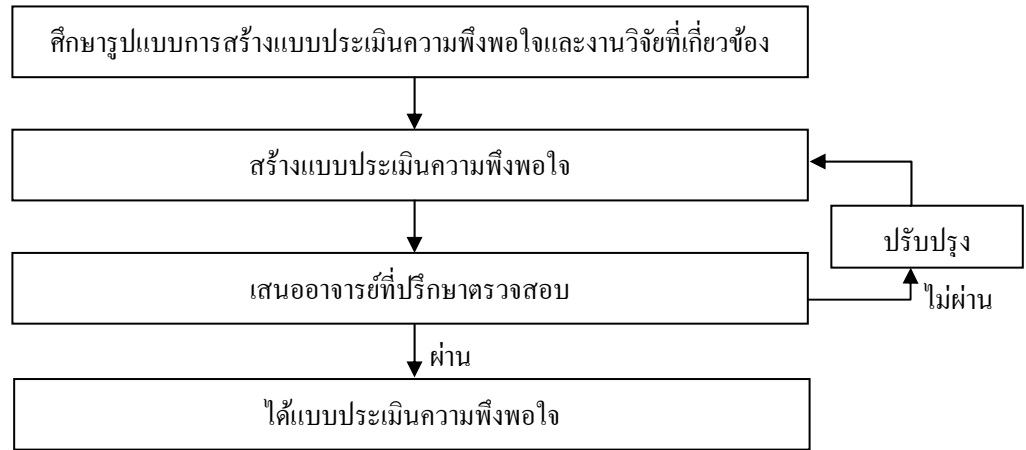 ศึกษารูปแบบการสร้างแบบประเมินความพึงพอใจและงานวิจัยที่เกี่ยวข้อง
สร้างแบบประเมินความพึงพอใจ
ปรับปรุง
เสนออาจารย์ที่ปรึกษาตรวจสอบ
ไม่ผ่าน
ผ่าน
ได้แบบประเมินความพึงพอใจ